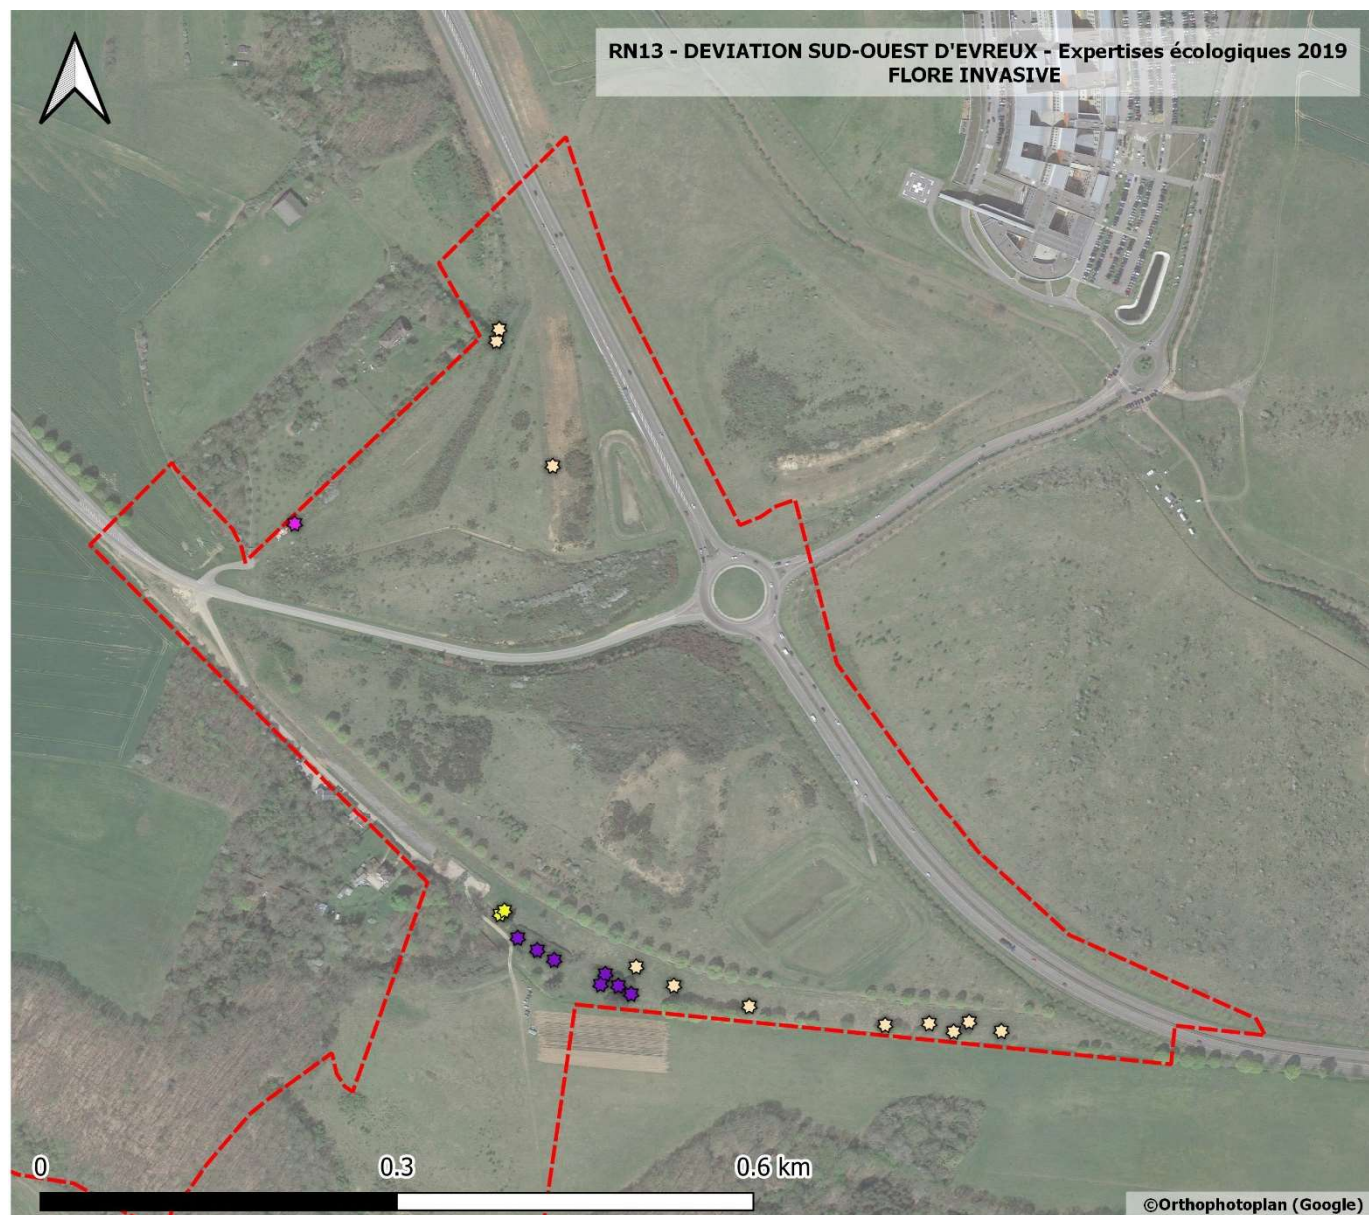 RN13 - DEVIATION SUD-OUEST D'EVREUX - Expertises écologiques 2019
FLORE INVASIVE
0
0.3
0.6 km
©Orthophotoplan (Google)